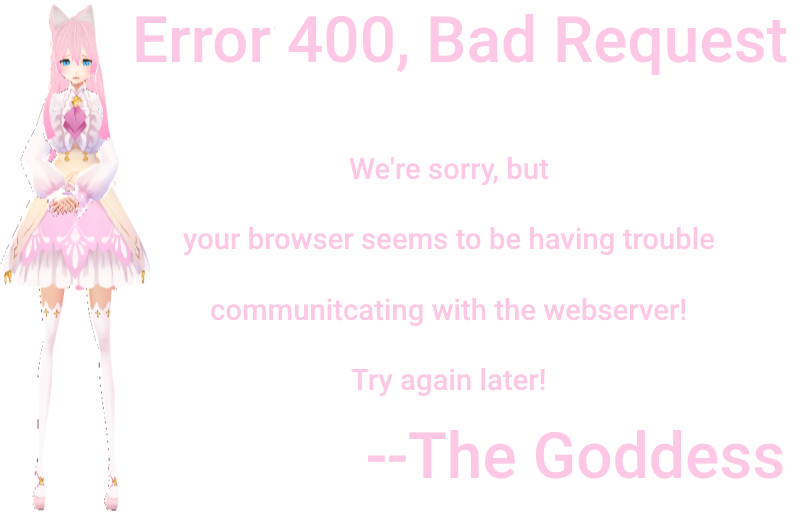 Error 400, Bad Request
We're sorry, but
your browser seems to be having trouble
communitcating with the webserver!
Try again later!
--The Goddess